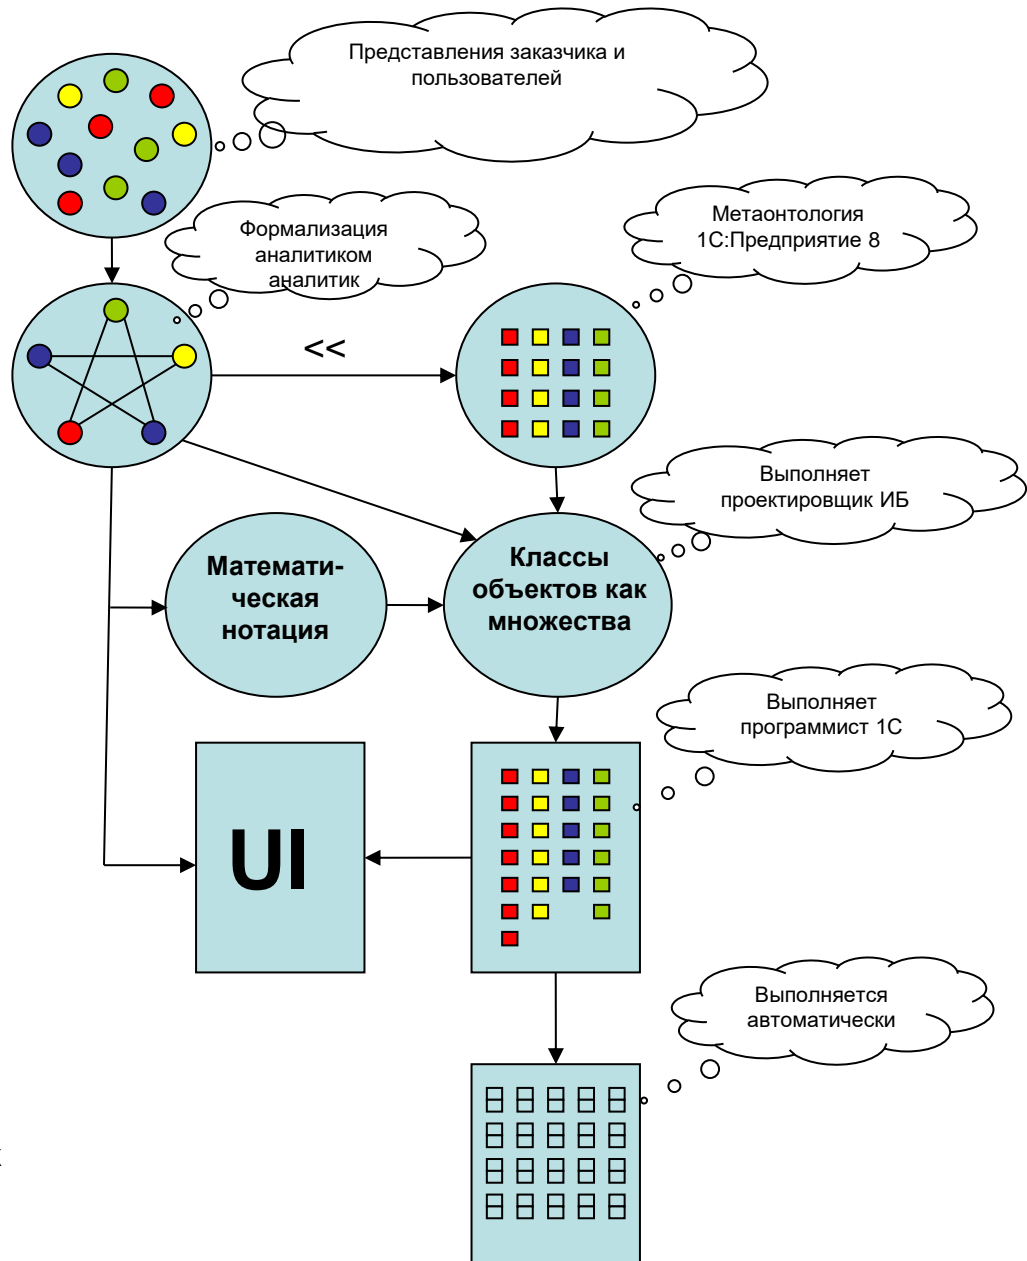 Представления заказчика и
пользователей
Формализация
аналитиком
аналитик
Метаонтология
1С:Предприятие 8
<<
Выполняет
проектировщик ИБ
Математи-
ческая
нотация
Классы
объектов как
множества
Выполняет
программист 1С
UI
Выполняется
автоматически